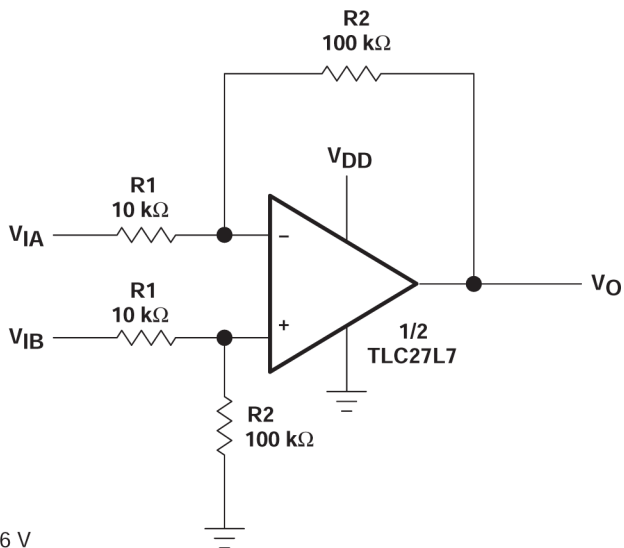 R2
100 kΩ
VDD
R1
10 kΩ
VIA
−
R1
10 kΩ
VIB
+
VO
1/2
TLC27L7
R2
100 kΩ
6 V